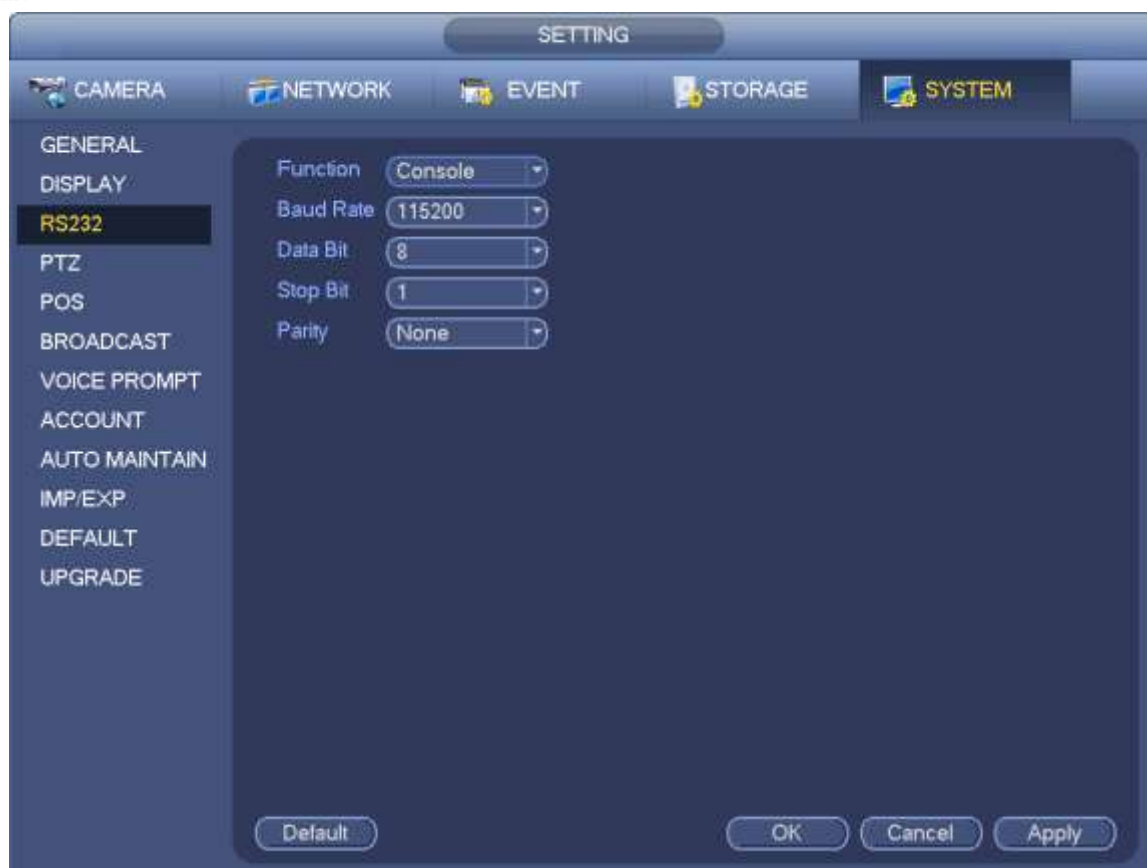 SETTING
CAMERA NETWORK EVENT STORAGE SYSTEM
GENERAL
DISPLAY
RS232
PTZ
POS
BROADCAST
VOICE PROMPT
ACCOUNT
AUTO MAINTAIN
IMP/EXP
DEFAULT
UPGRADE
Function Console
Baud Rate 115200
Data Bit 8
Stop Bit 1
Parity None
Default OK Cancel Apply